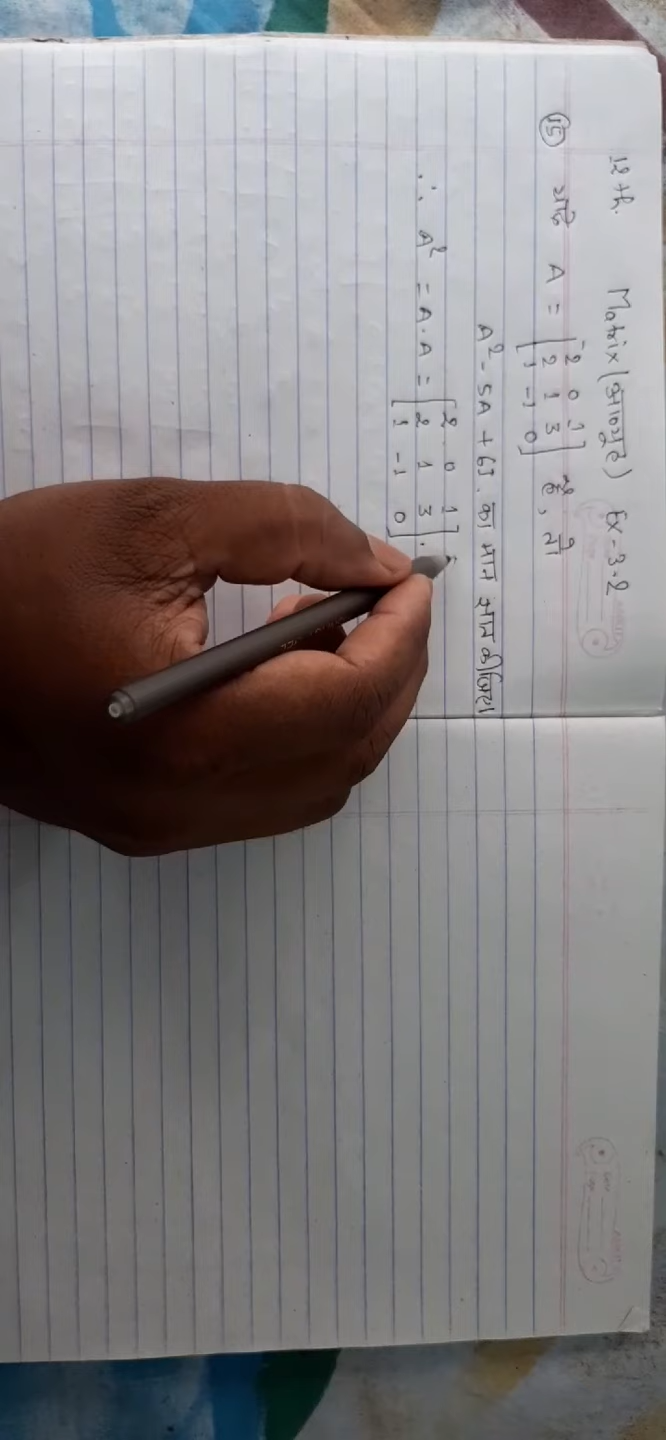 12th. Matrix (आव्यूह) Ex-3.2
15 यदि A = [2 0 1
2 1 3
1 -1 0] है, तो
A² - 5A + 6I. का मान ज्ञात कीजिए।
∴ A² = A.A = [2 0 1
2 1 3
1 -1 0] .